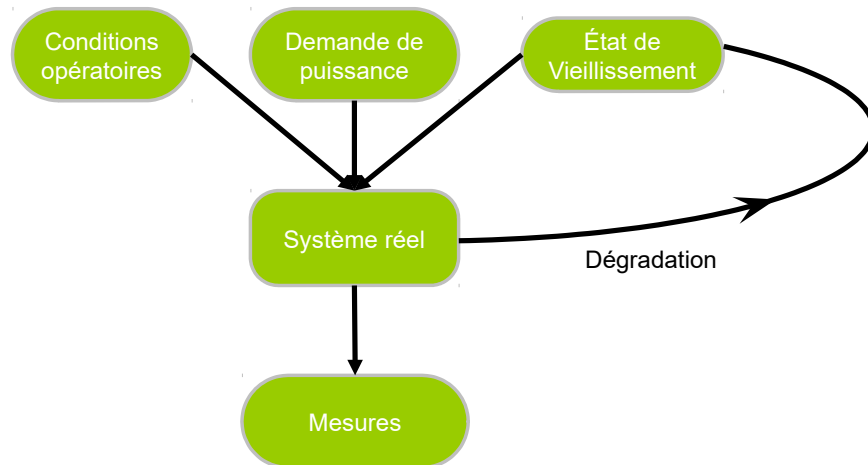 Conditions
opératoires
Demande de
puissance
État de
Vieillissement
Système réel
Dégradation
Mesures